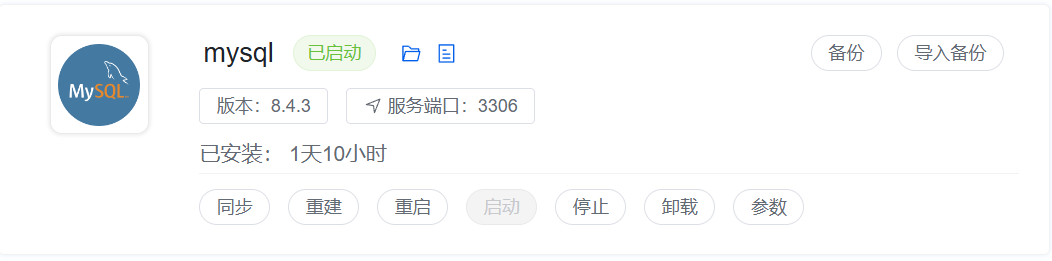 MySQL
mysql 已启动 备份 导入备份
版本：8.4.3 服务端口：3306
已安装： 1天10小时
同步 重建 重启 启动 停止 卸载 参数